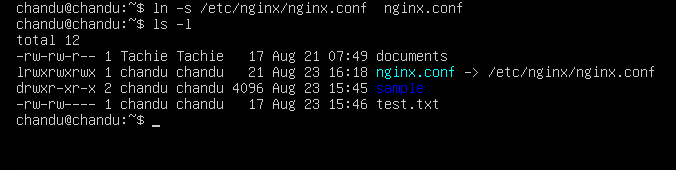 chandu@chandu:~$ ln -s /etc/nginx/nginx.conf  nginx.conf
chandu@chandu:~$ ls -l
total 12
-rw-rw-r-- 1 Tachie Tachie   17 Aug 21 07:49 documents
lrwxrwxrwx 1 chandu chandu   21 Aug 23 16:18 nginx.conf -> /etc/nginx/nginx.conf
drwxr-xr-x 2 chandu chandu 4096 Aug 23 15:45 sample
-rw-rw---- 1 chandu chandu   17 Aug 23 15:46 test.txt
chandu@chandu:~$ _